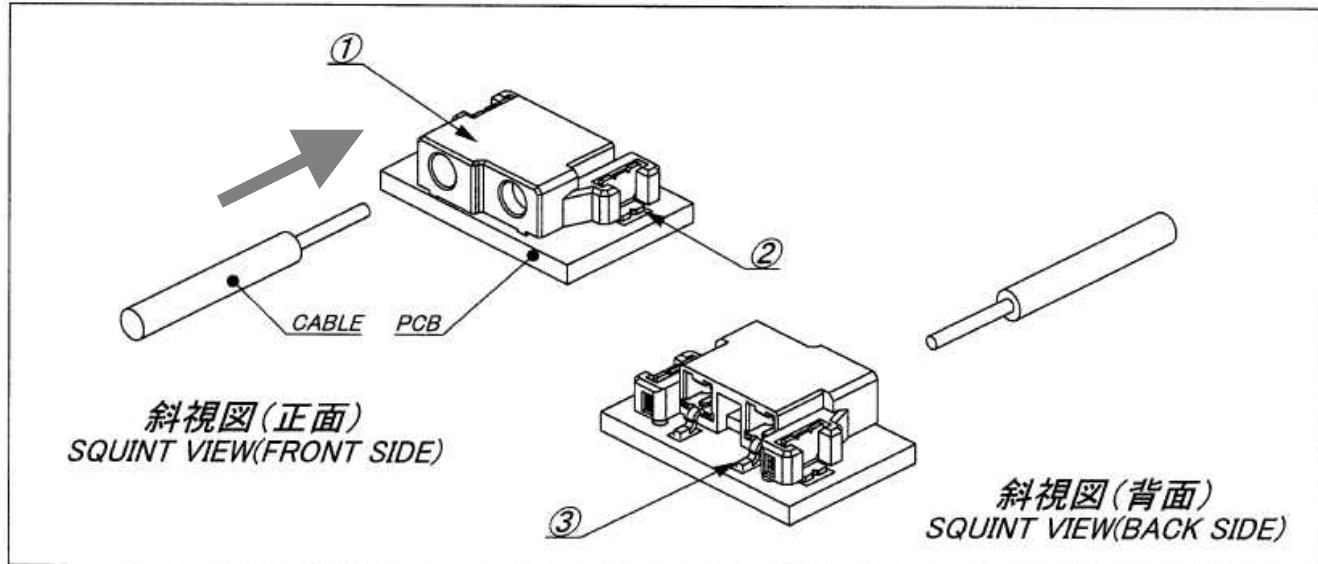 ①
②
CABLE PCB
斜視図(正面)
SQUINT VIEW(FRONT SIDE)
③
斜視図(背面)
SQUINT VIEW(BACK SIDE)